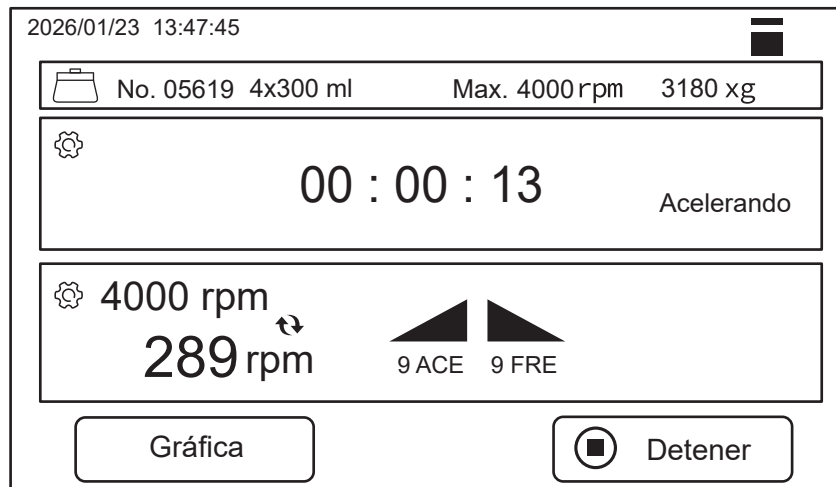 2026/01/23 13:47:45
No. 05619 4x300 ml Max. 4000 rpm 3180 xg
00 : 00 : 13
Acelerando
4000 rpm
289 rpm
9 ACE 9 FRE
Gráfica Detener